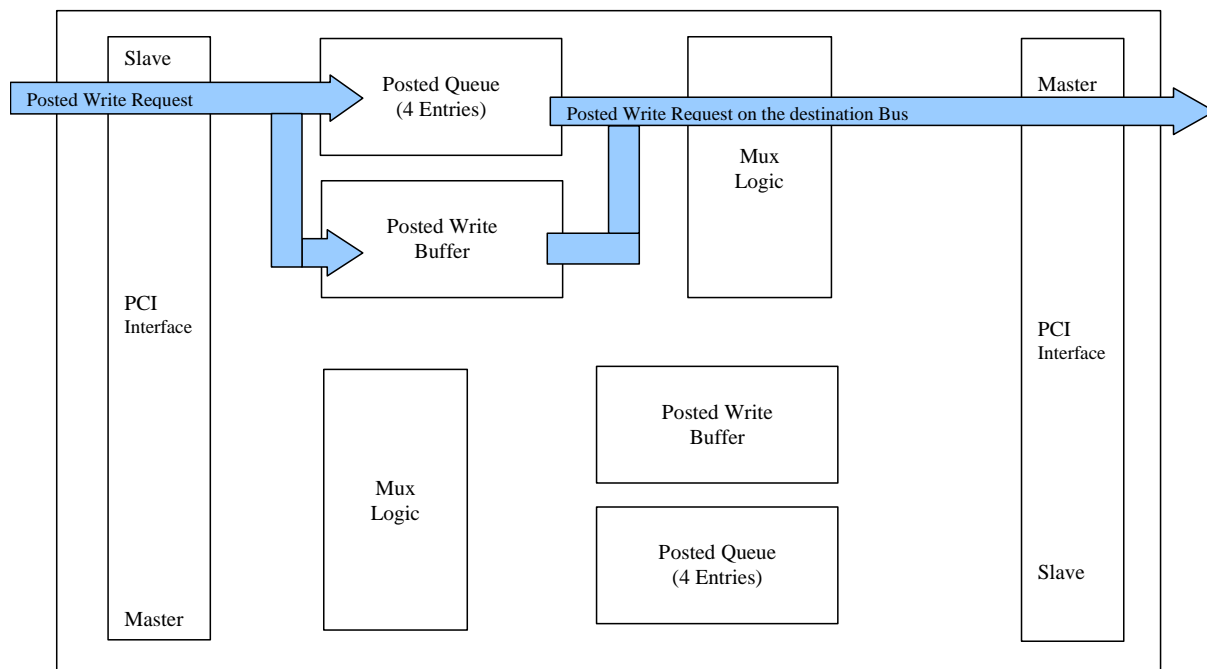 Slave
Posted Write Request
PCI
Interface
Master
Posted Queue
(4 Entries)
Posted Write
Buffer
Posted Write Request on the destination Bus
Mux
Logic
Master
PCI
Interface
Slave
Mux
Logic
Posted Write
Buffer
Posted Queue
(4 Entries)